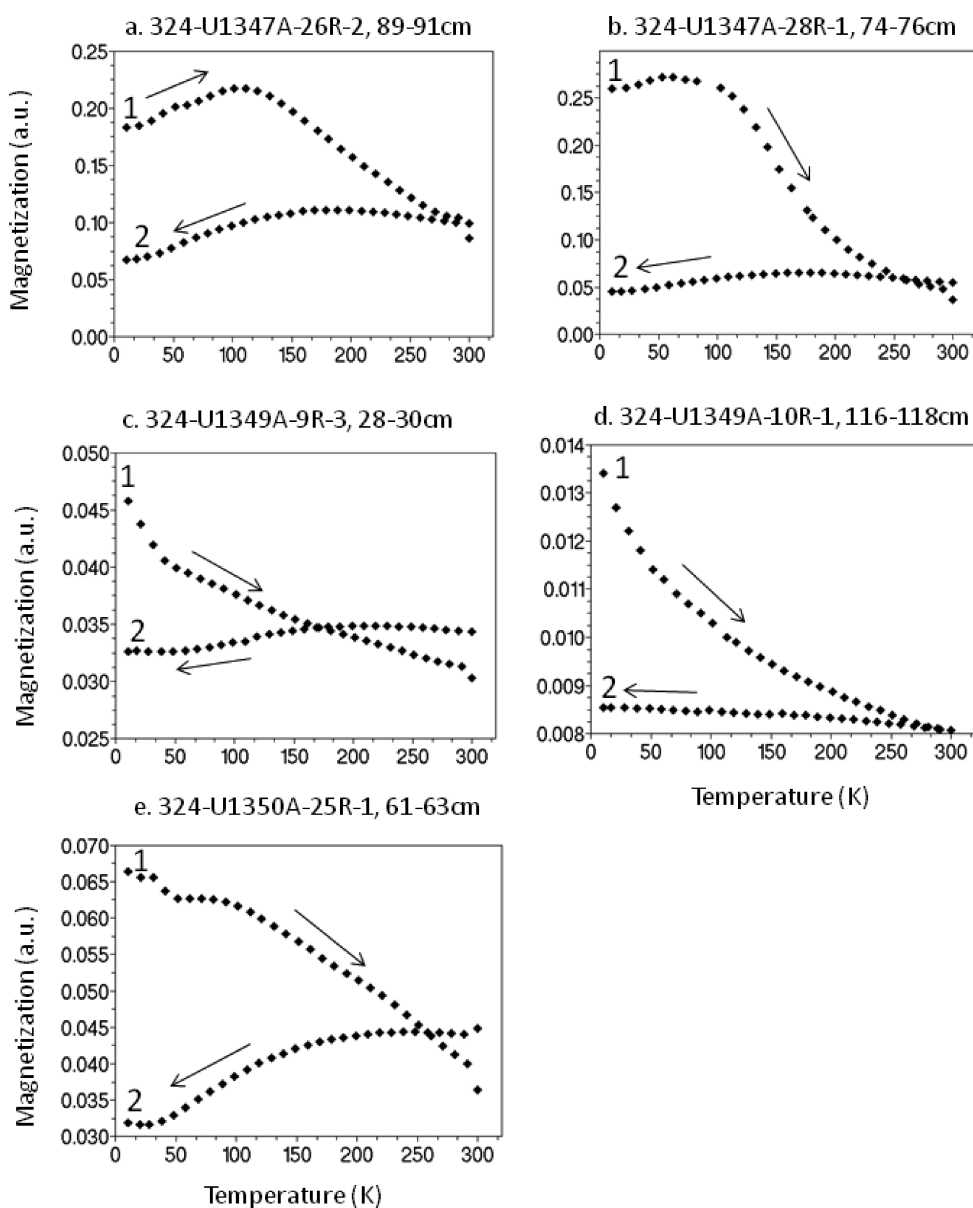 a. 324-U1347A-26R-2, 89-91cm
b. 324-U1347A-28R-1, 74-76cm
Magnetization (a.u.)
0.25
0.20
0.15
0.10
0.05
0.00
1
2
0 50 100 150 200 250 300
0.25
0.20
0.15
0.10
0.05
0.00
1
2
0 50 100 150 200 250 300
c. 324-U1349A-9R-3, 28-30cm
d. 324-U1349A-10R-1, 116-118cm
Magnetization (a.u.)
0.050
0.045
0.040
0.035
0.030
0.025
1
2
0 50 100 150 200 250 300
0.014
0.013
0.012
0.011
0.010
0.009
0.008
1
2
0 50 100 150 200 250 300
Temperature (K)
e. 324-U1350A-25R-1, 61-63cm
Magnetization (a.u.)
0.070
0.065
0.060
0.055
0.050
0.045
0.040
0.035
0.030
1
2
0 50 100 150 200 250 300
Temperature (K)